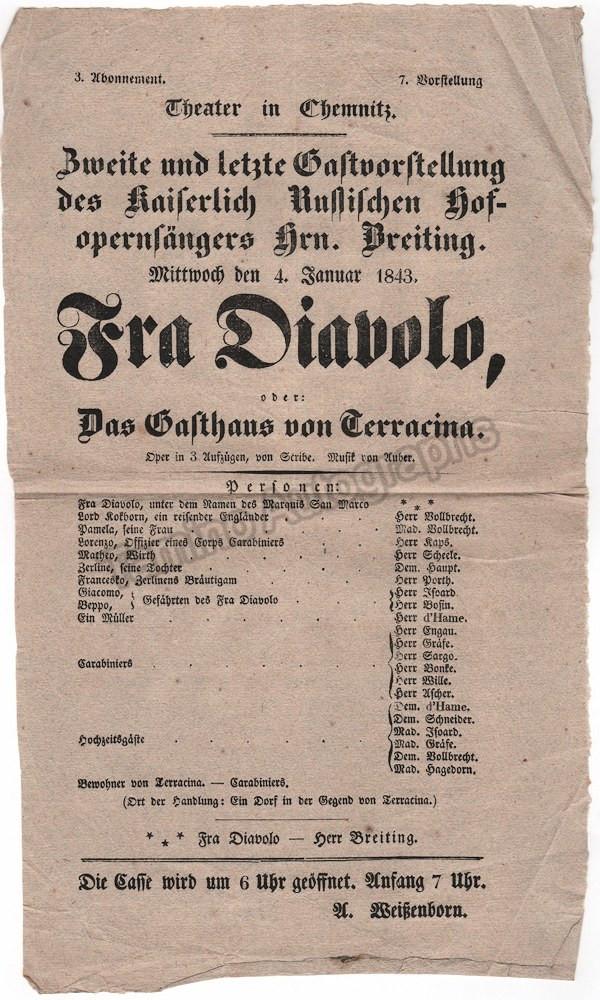 3. Abonnement. 7. Vorstellung
Theater in Chemnitz.
Zweite und letzte Gastvorstellung
des Kaiserlich Russischen Hof-
opernsängers Hrn. Breiting.
Mittwoch den 4. Januar 1843.
Fra Diavolo,
oder:
Das Gasthaus von Terracina.
Oper in 3 Aufzügen, von Scribe. Musik von Auber.
Personen:
Fra Diavolo, unter dem Namen des Marquis San Marco * * *
Lord Kokborn, ein reisender Engländer . . . Herr Vollbrecht.
Pamela, seine Frau . . . . Mad. Vollbrecht.
Lorenzo, Offizier eines Corps Carabiniers . . . Herr Kaps.
Matheo, Wirth . . . . . Herr Scheele.
Zerline, seine Tochter . . . . Dem. Haupt.
Francesko, Zerlinens Bräutigam . . . . Herr Porth.
Giacomo, Herr Isoard.
Beppo, Gefährten des Fra Diavolo . . . Herr Bosin.
Ein Müller . . . . . Herr d'Hame.
Herr Engau.
Herr Gräfe.
Herr Sargo.
Carabiniers . . . . . Herr Bonke.
Herr Wille.
Herr Ascher.
Dem. d'Hame.
Dem. Schneider.
Mad. Isoard.
Hochzeitsgäste . . . . . Mad. Gräfe.
Dem. Vollbrecht.
Mad. Hagedorn.
Bewohner von Terracina. — Carabiniers.
(Ort der Handlung: Ein Dorf in der Gegend von Terracina.)
* * * Fra Diavolo — Herr Breiting.
Die Casse wird um 6 Uhr geöffnet. Anfang 7 Uhr.
A. Weißenborn.